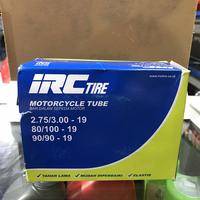 IRC TIRE
MOTORCYCLE TUBE
BAN DALAM SEPEDA MOTOR
2.75/3.00 - 19
80/100 - 19
90/90 - 19
TAHAN LAMA
MUDAH DIPERBAIKI
ELASTIS